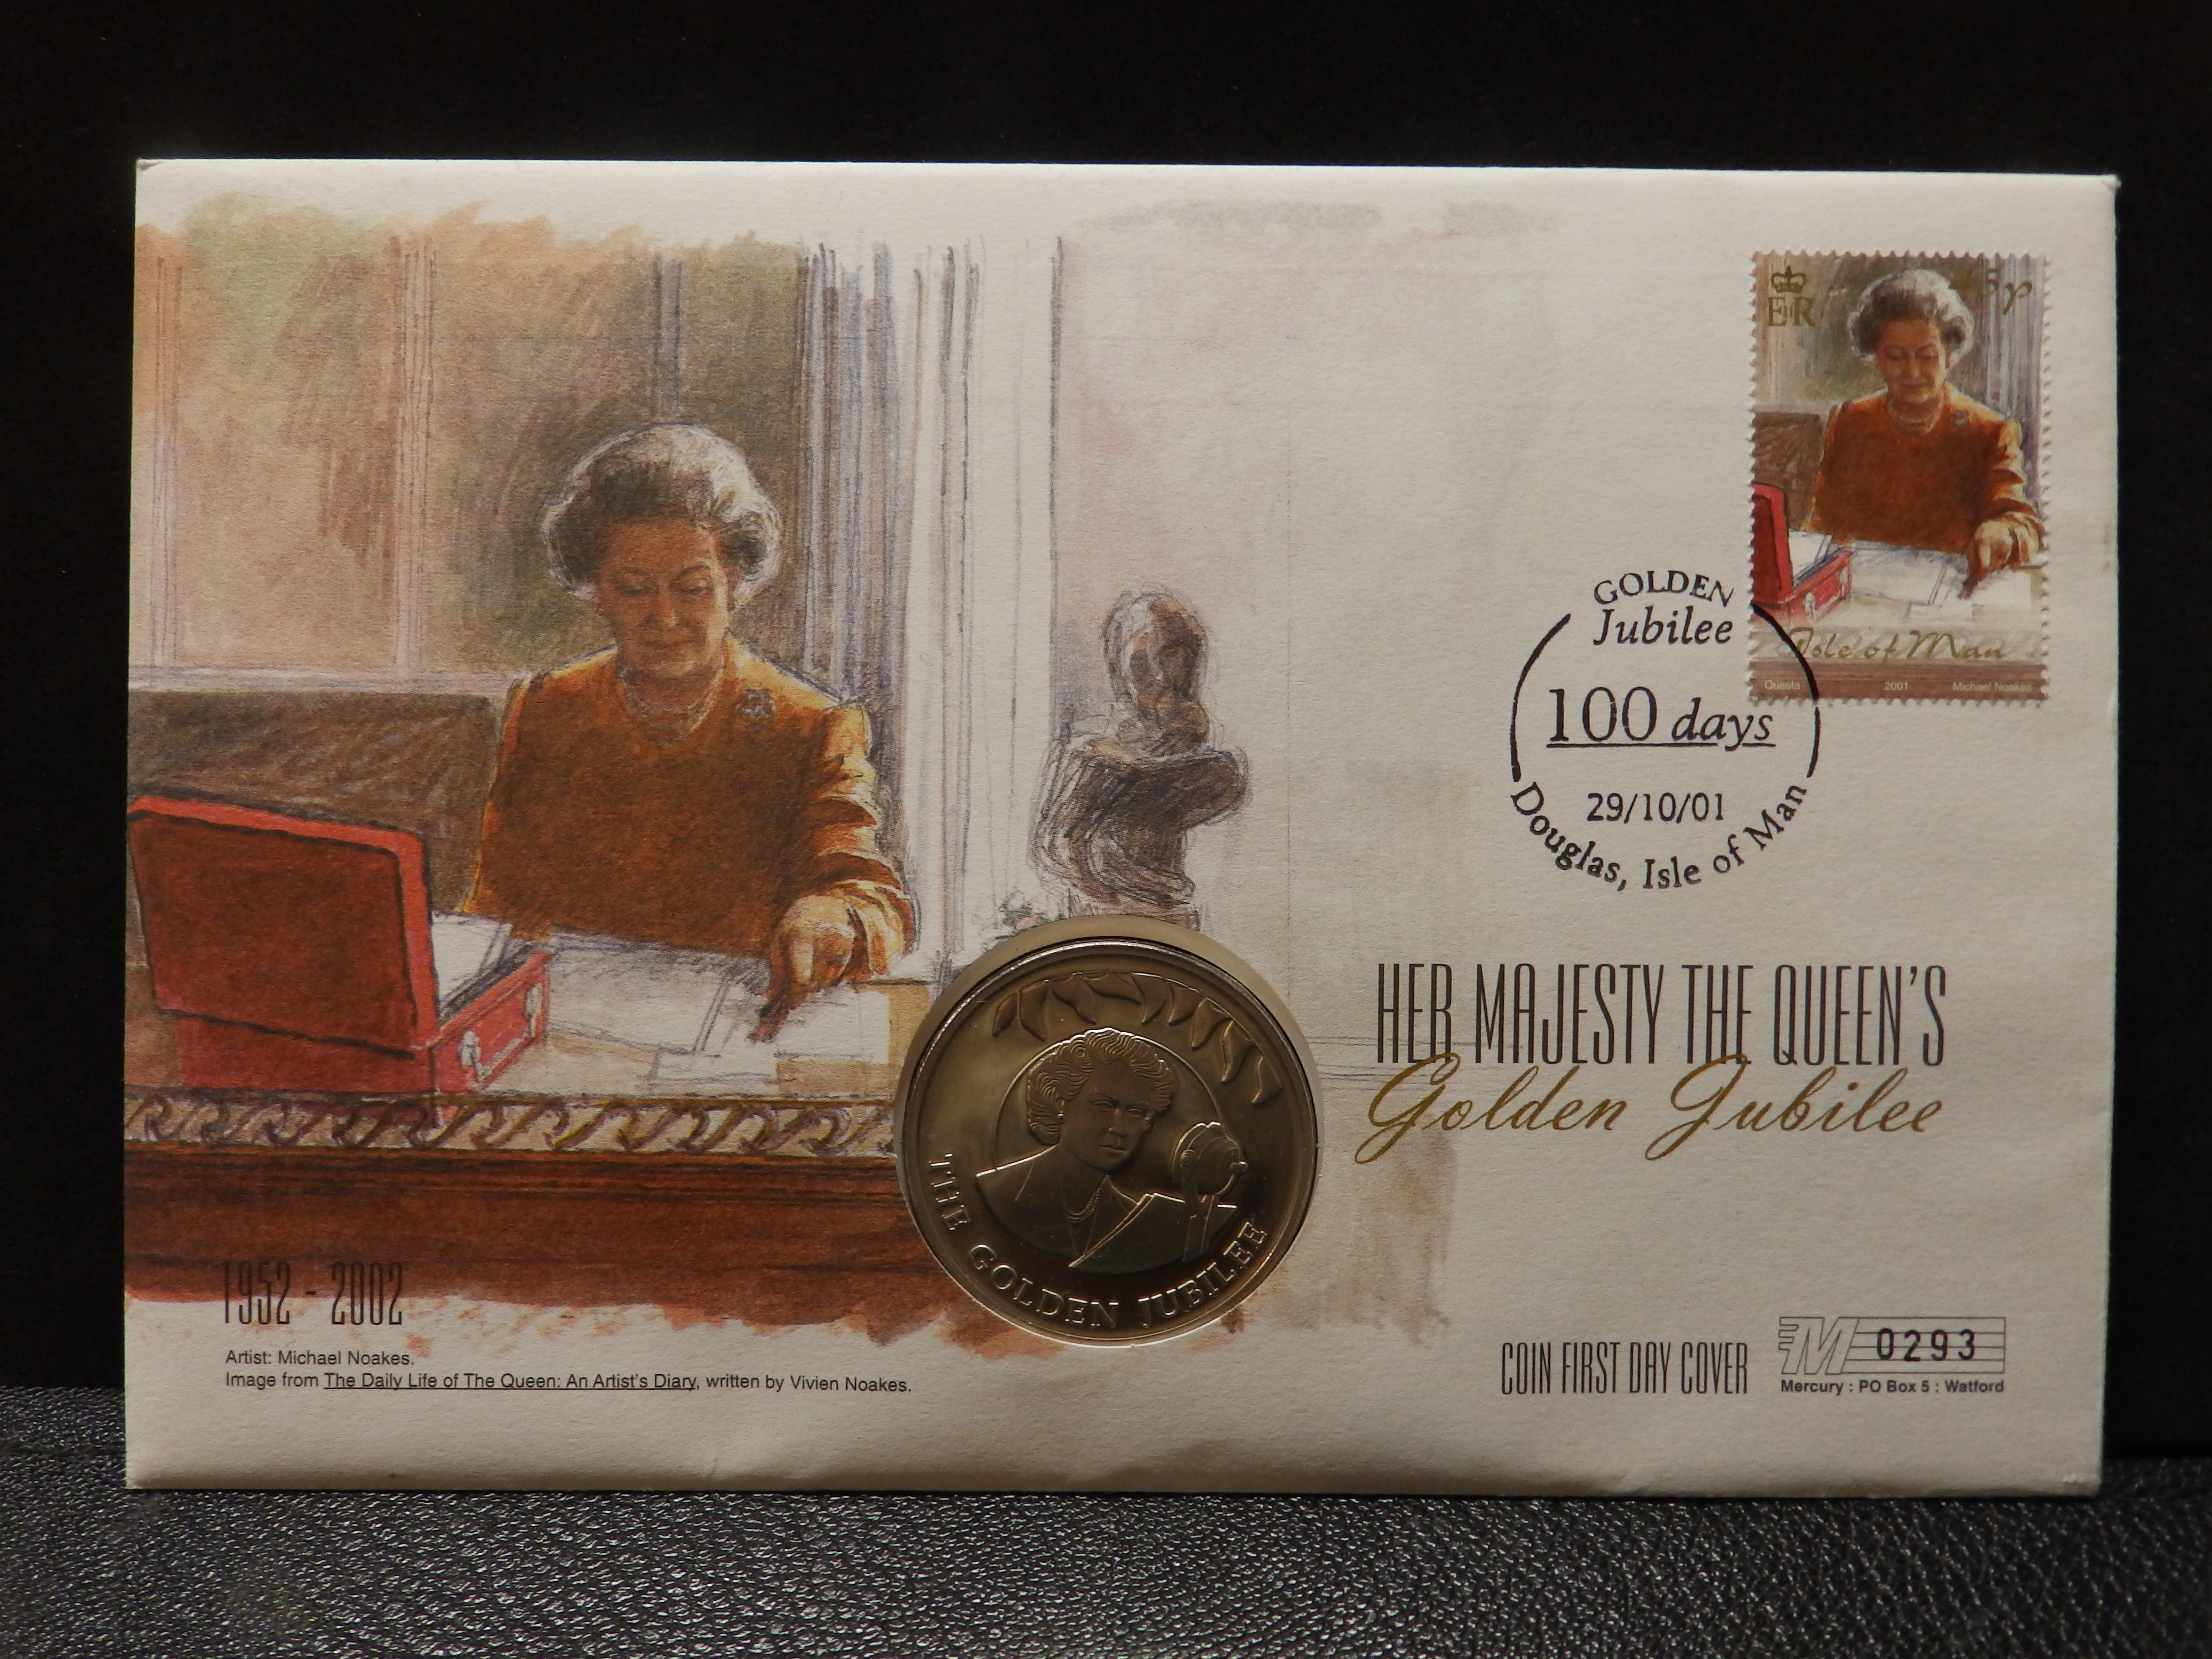 ER
45p
Isle of Man
Questa 2001 Michael Noakes
GOLDEN
Jubilee
100 days
29/10/01
Douglas, Isle of Man
HER MAJESTY THE QUEEN'S
Golden Jubilee
THE GOLDEN JUBILEE
1952 - 2002
Artist: Michael Noakes.
Image from The Daily Life of The Queen: An Artist's Diary, written by Vivien Noakes.
COIN FIRST DAY COVER
M 0293
Mercury : PO Box 5 : Watford